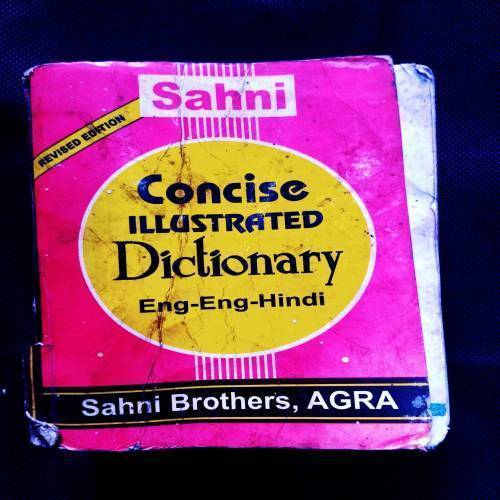 Sahni
REVISED EDITION
Concise
ILLUSTRATED
Dictionary
Eng-Eng-Hindi
Sahni Brothers, AGRA